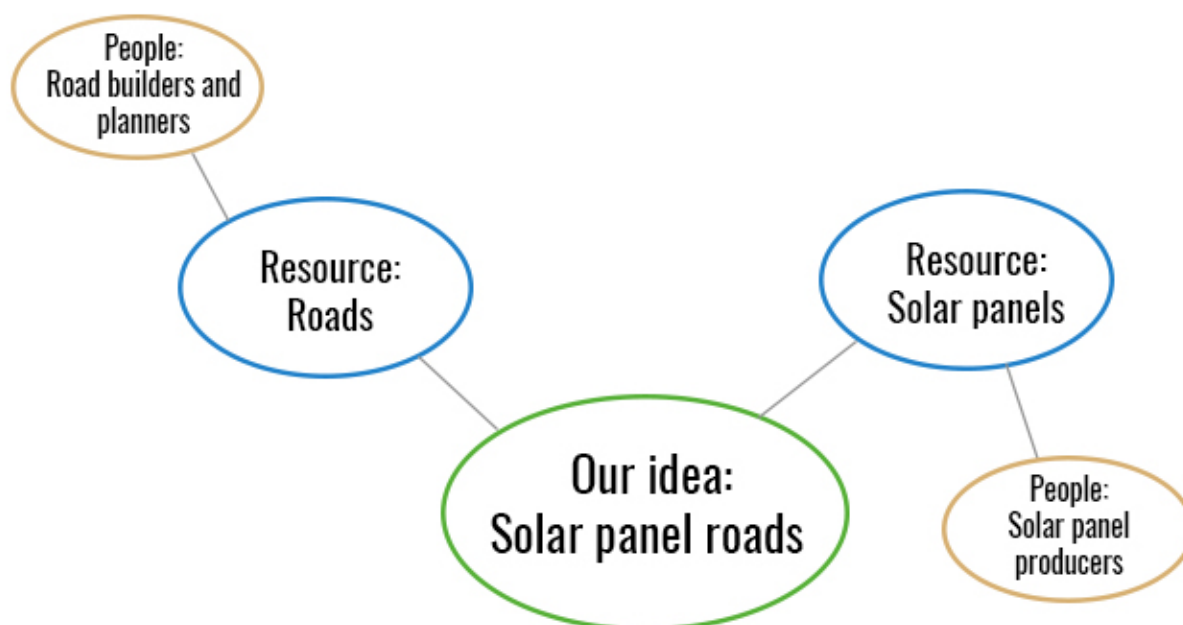 People:
Road builders and
planners
Resource:
Roads
Resource:
Solar panels
Our idea:
Solar panel roads
People:
Solar panel
producers